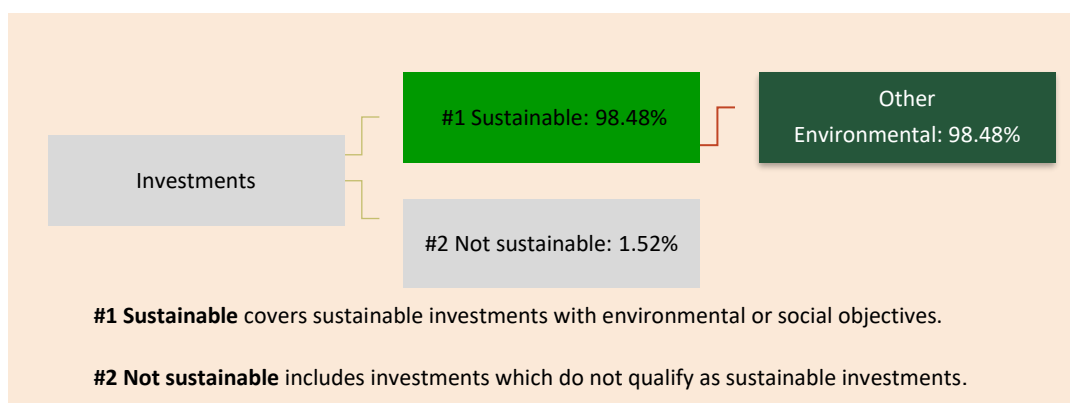 #1 Sustainable: 98.48%
Other
Environmental: 98.48%
Investments
#2 Not sustainable: 1.52%
#1 Sustainable covers sustainable investments with environmental or social objectives.
#2 Not sustainable includes investments which do not qualify as sustainable investments.